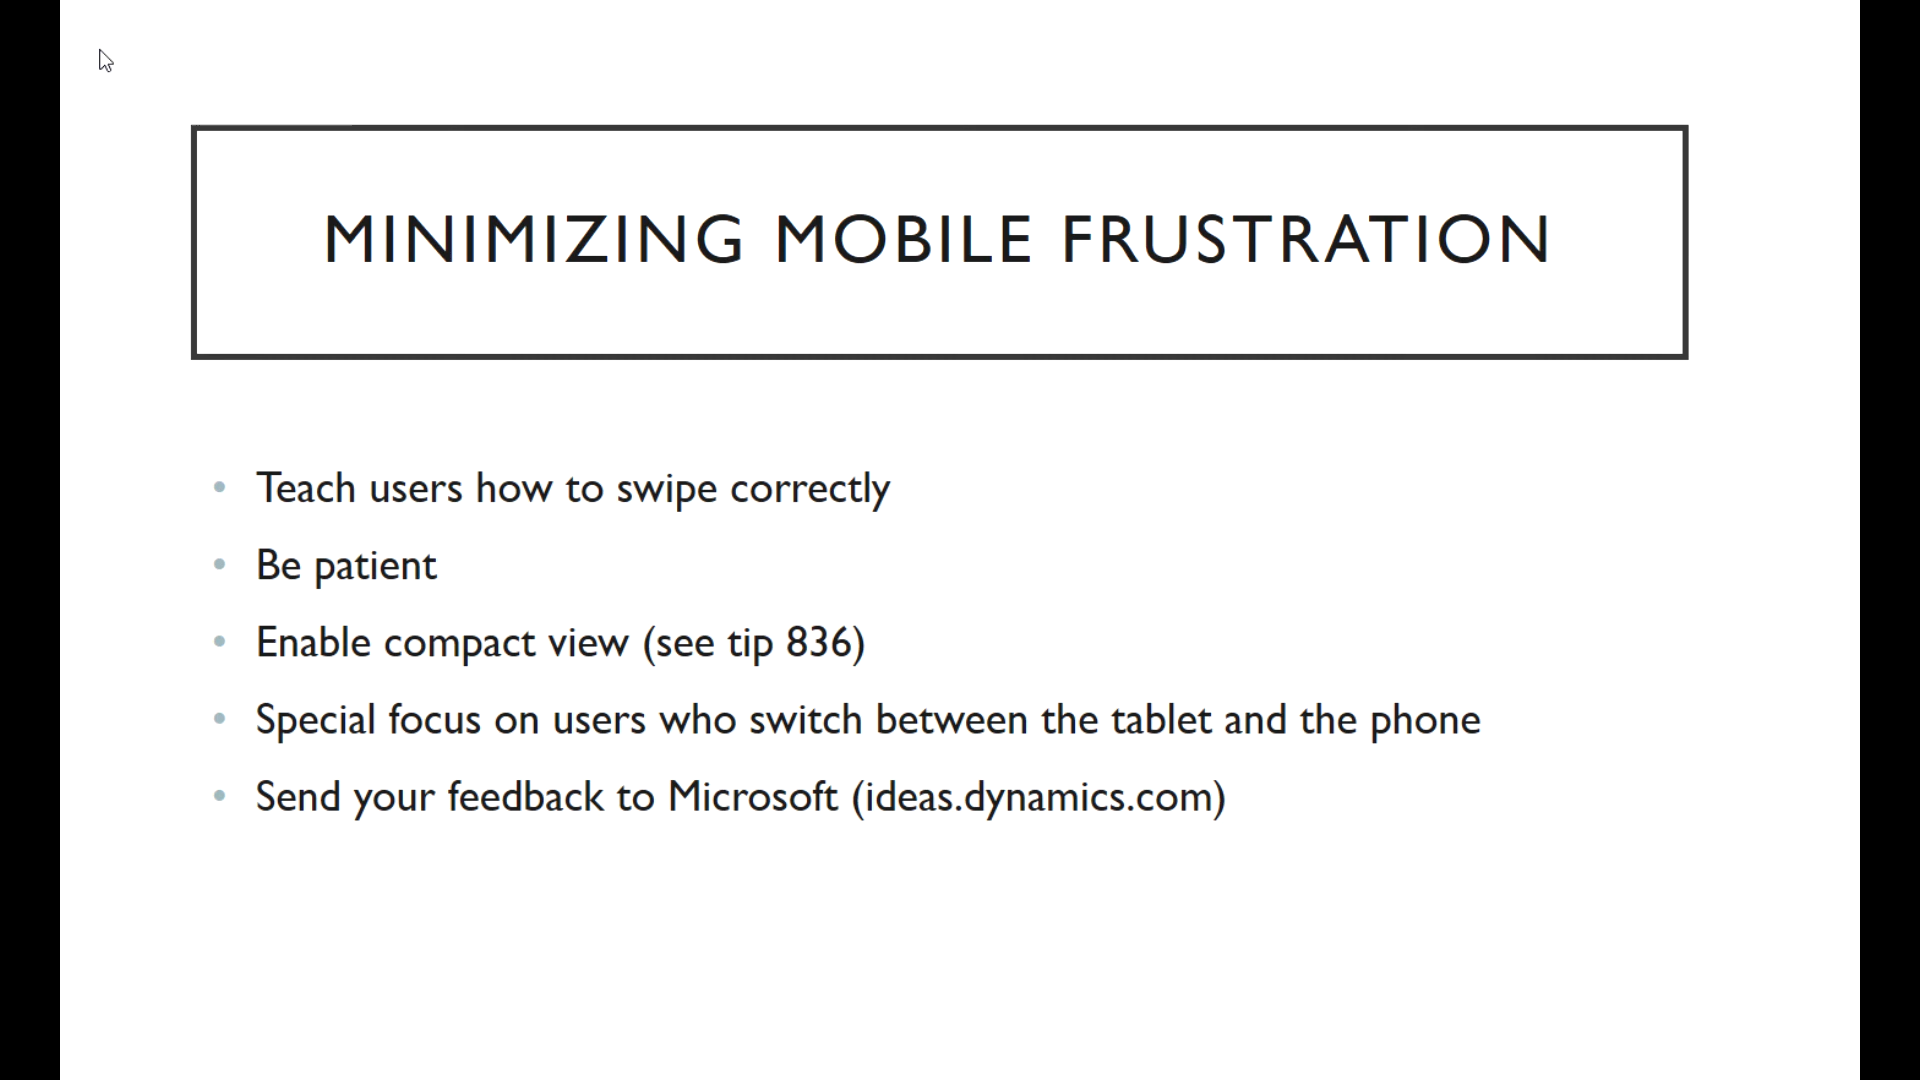 MINIMIZING MOBILE FRUSTRATION
• Teach users how to swipe correctly
• Be patient
• Enable compact view (see tip 836)
• Special focus on users who switch between the tablet and the phone
• Send your feedback to Microsoft (ideas.dynamics.com)